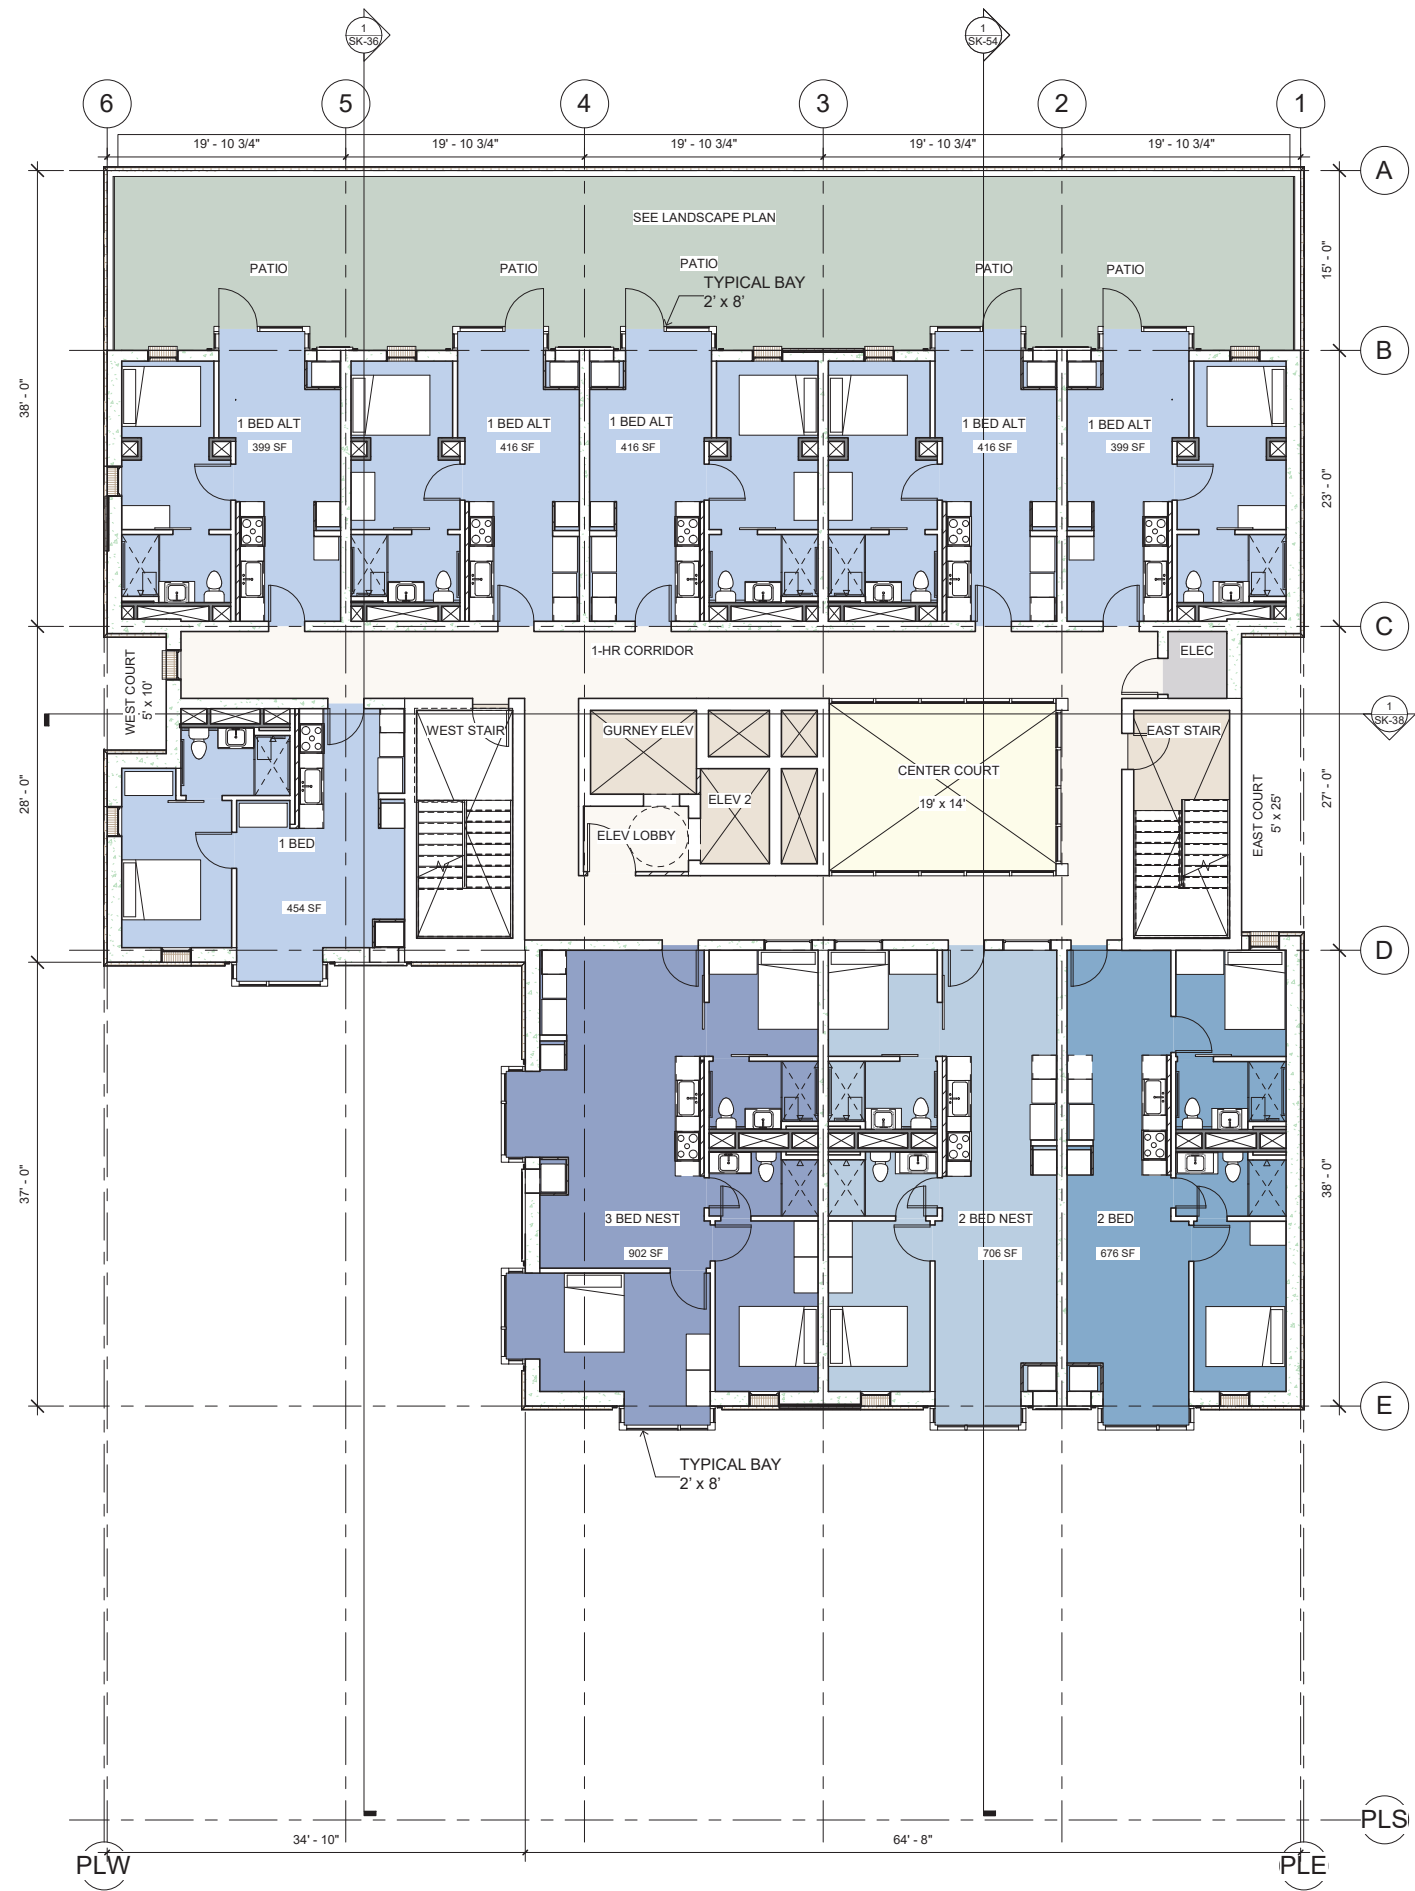 1
SK-36
1
SK-54
6
5
4
3
2
1
19' - 10 3/4"
19' - 10 3/4"
19' - 10 3/4"
19' - 10 3/4"
19' - 10 3/4"
A
SEE LANDSCAPE PLAN
15' - 0"
PATIO
PATIO
PATIO
PATIO
PATIO
TYPICAL BAY
2' x 8'
B
38' - 0"
1 BED ALT
399 SF
1 BED ALT
416 SF
1 BED ALT
416 SF
1 BED ALT
416 SF
1 BED ALT
399 SF
23' - 0"
C
1-HR CORRIDOR
ELEC
WEST COURT
5' x 10'
1
SK-38
WEST STAIR
GURNEY ELEV
EAST STAIR
CENTER COURT
19' x 14'
ELEV 2
ELEV LOBBY
28' - 0"
27' - 0"
EAST COURT
5' x 25'
1 BED
454 SF
D
37' - 0"
38' - 0"
3 BED NEST
902 SF
2 BED NEST
706 SF
2 BED
676 SF
E
TYPICAL BAY
2' x 8'
PLS
34' - 10"
64' - 8"
PLW
PLE